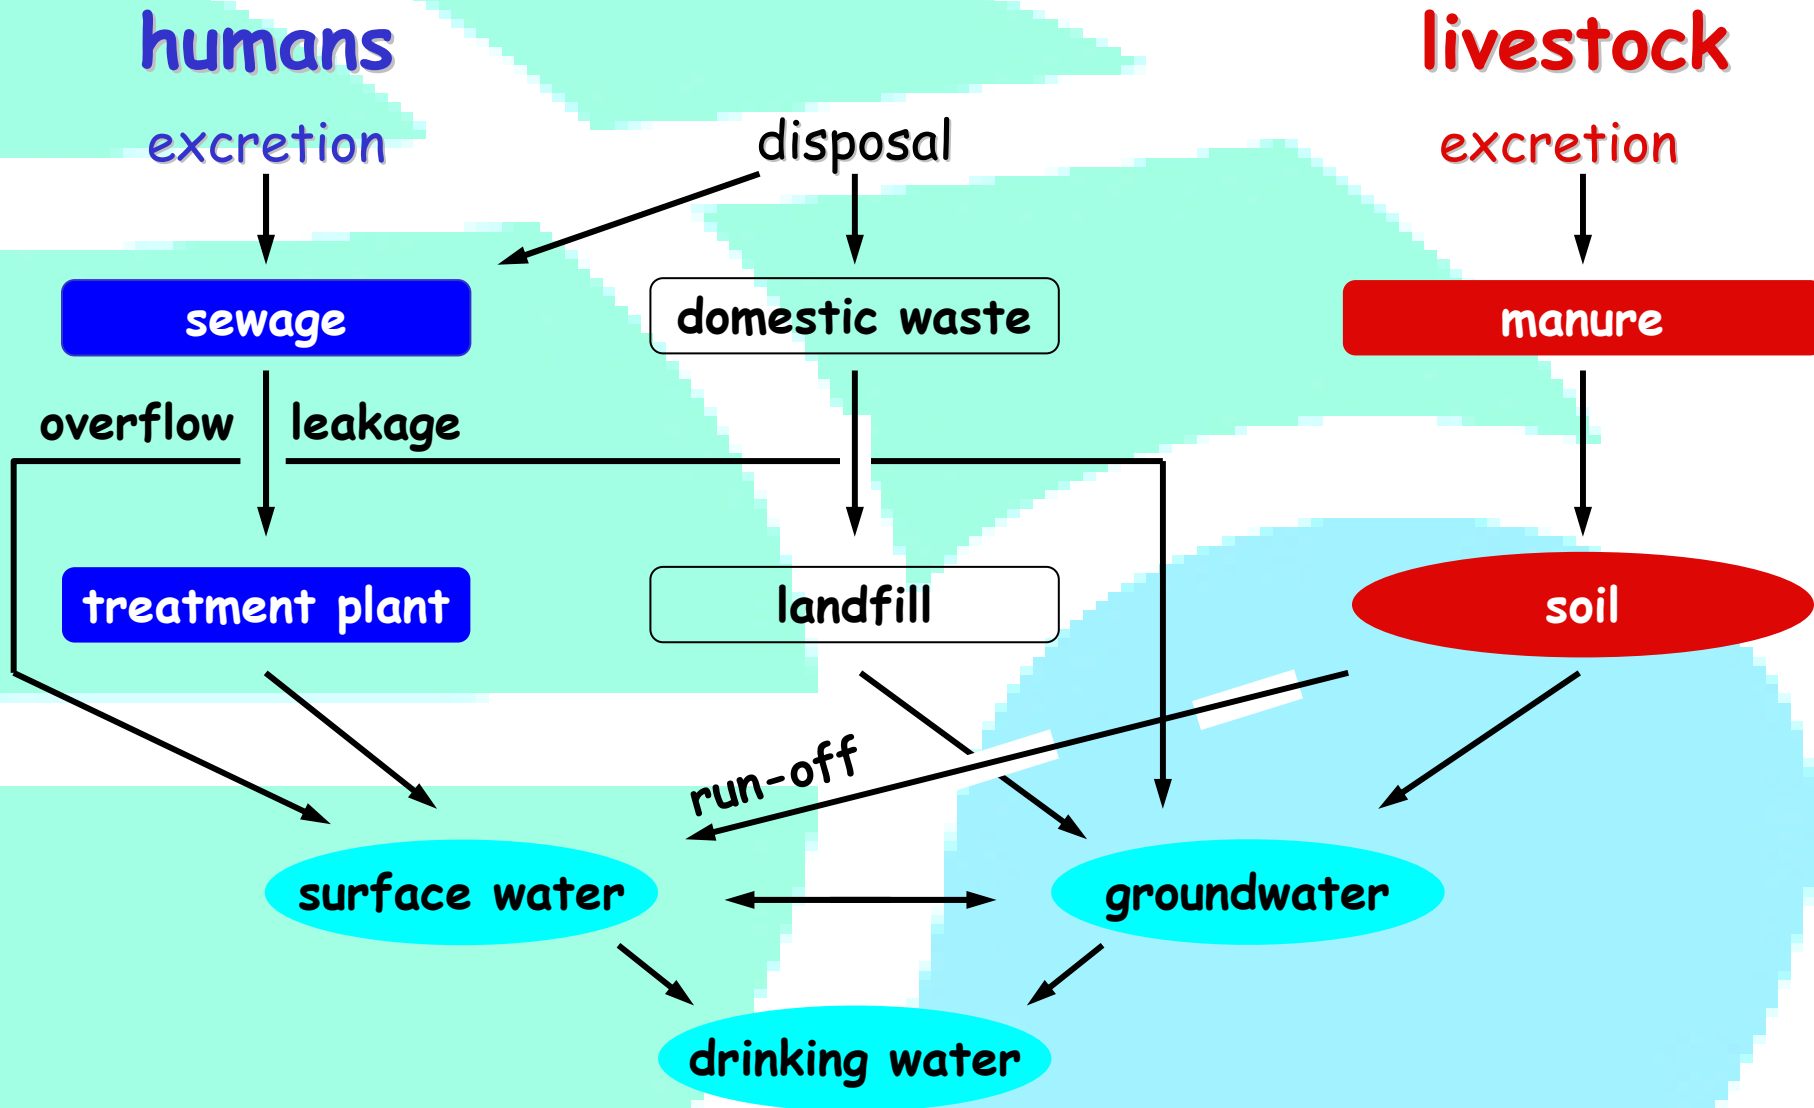 humans
livestock
excretion
disposal
excretion
sewage
domestic waste
manure
overflow
leakage
treatment plant
landfill
soil
run-off
surface water
groundwater
drinking water